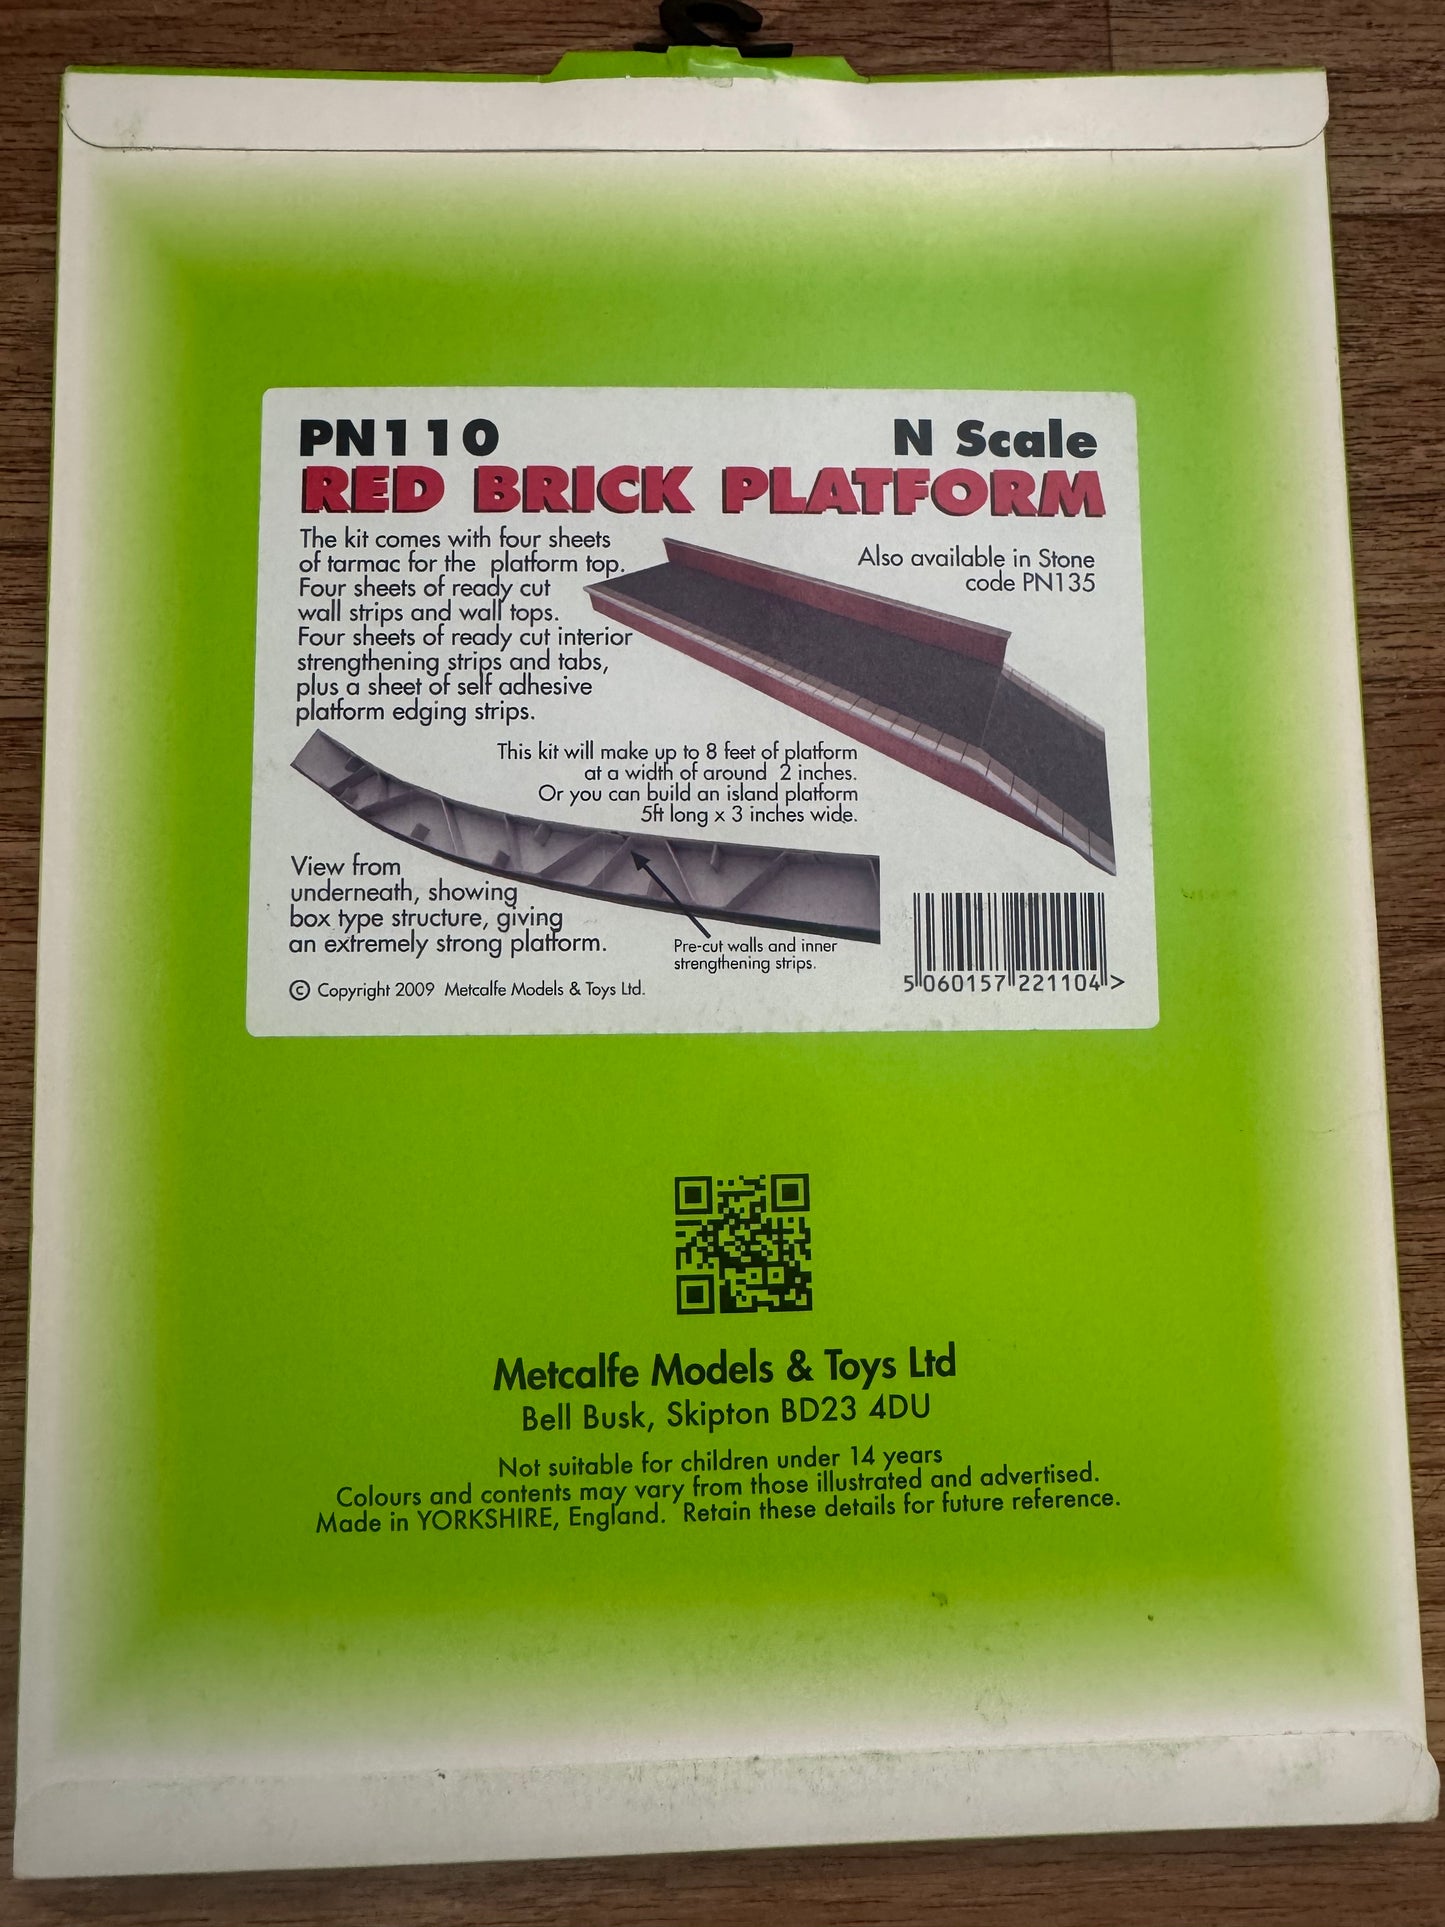 PN110
N Scale
RED BRICK PLATFORM
The kit comes with four sheets
of tarmac for the platform top.
Four sheets of ready cut
wall strips and wall tops.
Four sheets of ready cut interior
strengthening strips and tabs,
plus a sheet of self adhesive
platform edging strips.
Also available in Stone
code PN135
This kit will make up to 8 feet of platform
at a width of around 2 inches.
Or you can build an island platform
5ft long x 3 inches wide.
View from
underneath, showing
box type structure, giving
an extremely strong platform.
Pre-cut walls and inner
strengthening strips.
© Copyright 2009 Metcalfe Models & Toys Ltd.
5 060157 221104 >
Metcalfe Models & Toys Ltd
Bell Busk, Skipton BD23 4DU
Not suitable for children under 14 years
Colours and contents may vary from those illustrated and advertised.
Made in YORKSHIRE, England. Retain these details for future reference.